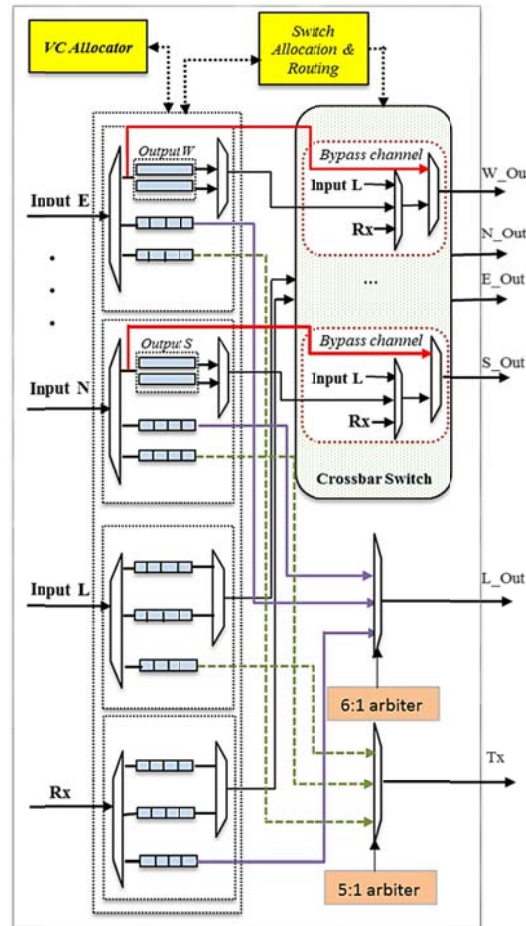 VC Allocator
Switch
Allocation &
Routing
Output W
Bypass channel
Input L
Rx
W_Out
Input E
N_Out
E_Out
...
Output S
Bypass channel
Input L
Rx
S_Out
Input N
Crossbar Switch
Input L
L_Out
6:1 arbiter
Rx
Tx
5:1 arbiter